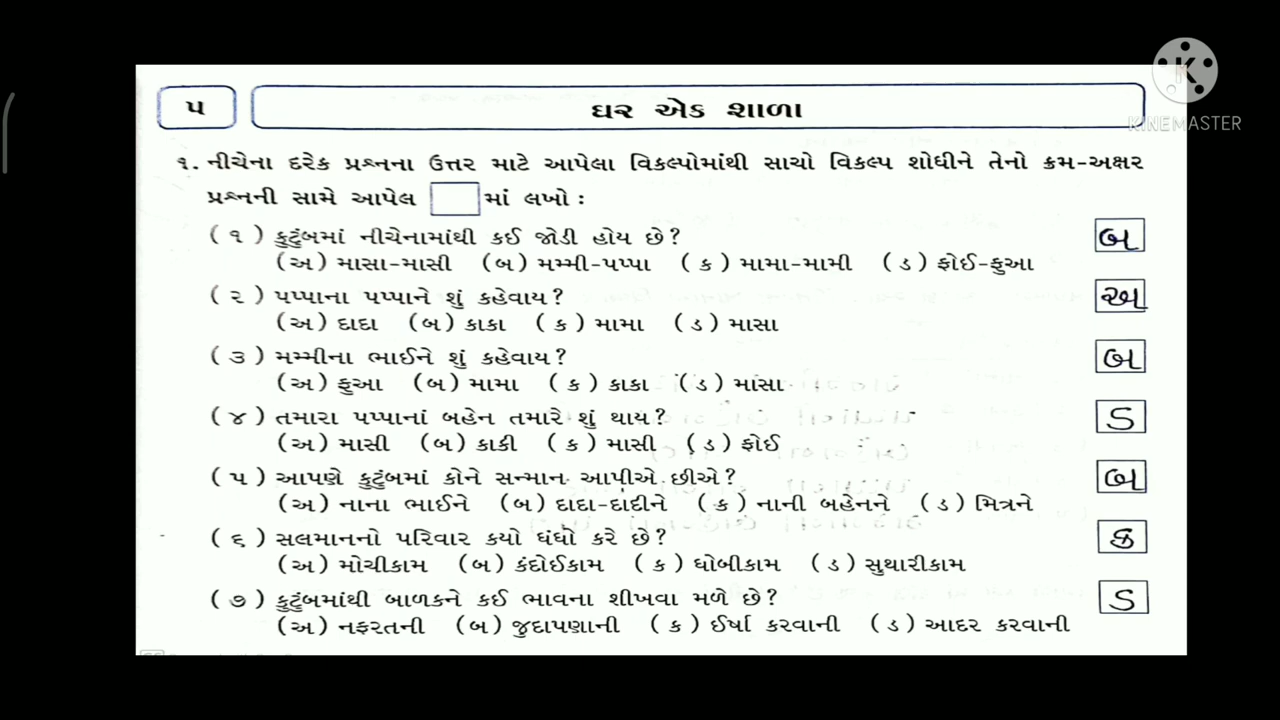 KINEMASTER
૫ ઘર એક શાળા
૧. નીચેના દરેક પ્રશ્નના ઉત્તર માટે આપેલા વિકલ્પોમાંથી સાચો વિકલ્પ શોધીને તેનો ક્રમ-અક્ષર
પ્રશ્નની સામે આપેલ માં લખો :
(૧) કુટુંબમાં નીચેનામાંથી કઈ જોડી હોય છે? બ
(અ) માસા-માસી (બ) મમ્મી-પપ્પા (ક) મામા-મામી (ડ) ફોઈ-ફુઆ
(૨) પપ્પાના પપ્પાને શું કહેવાય? અ
(અ) દાદા (બ) કાકા (ક) મામા (ડ) માસા
(૩) મમ્મીના ભાઈને શું કહેવાય? બ
(અ) ફુઆ (બ) મામા (ક) કાકા (ડ) માસા
(૪) તમારા પપ્પાનાં બહેન તમારે શું થાય? ડ
(અ) માસી (બ) કાકી (ક) માસી (ડ) ફોઈ
(૫) આપણે કુટુંબમાં કોને સન્માન આપીએ છીએ? બ
(અ) નાના ભાઈને (બ) દાદા-દાદીને (ક) નાની બહેનને (ડ) મિત્રને
(૬) સલમાનનો પરિવાર કયો ધંધો કરે છે? ક
(અ) મોચીકામ (બ) કંદોઈકામ (ક) ધોબીકામ (ડ) સુથારીકામ
(૭) કુટુંબમાંથી બાળકને કઈ ભાવના શીખવા મળે છે? ડ
(અ) નફરતની (બ) જુદાપણાની (ક) ઈર્ષા કરવાની (ડ) આદર કરવાની